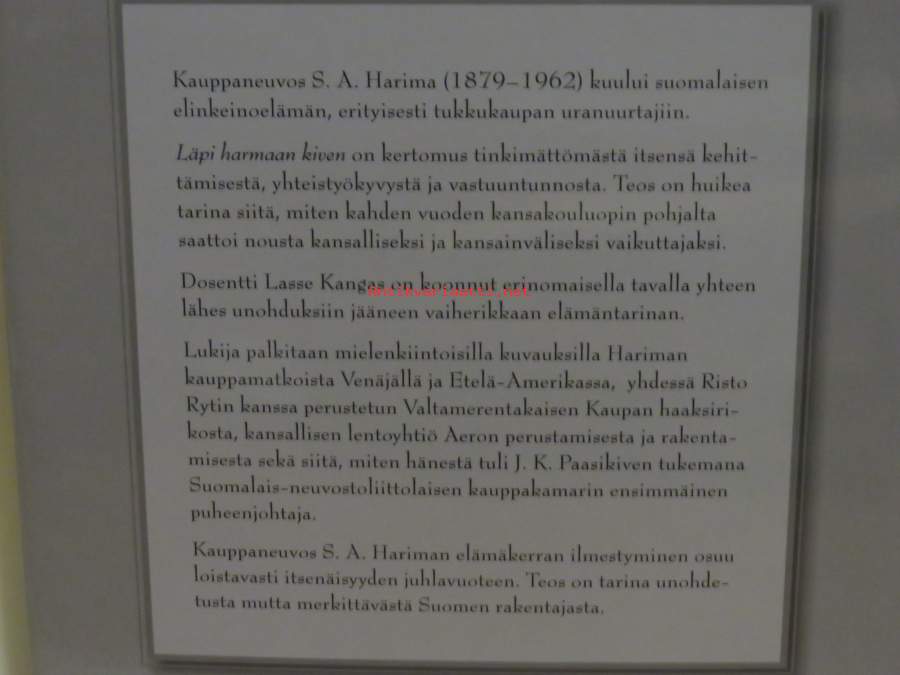 Kauppaneuvos S. A. Harima (1879–1962) kuului suomalaisen
elinkeinoelämän, erityisesti tukkukaupan uranuurtajiin.
Läpi harmaan kiven on kertomus tinkimättömästä itsensä kehit-
tämisestä, yhteistyökyvystä ja vastuuntunnosta. Teos on huikea
tarina siitä, miten kahden vuoden kansakouluopin pohjalta
saattoi nousta kansalliseksi ja kansainväliseksi vaikuttajaksi.
Dosentti Lasse Kangas on koonnut erinomaisella tavalla yhteen
antikvariaatti.net
lähes unohduksiin jääneen vaiherikkaan elämäntarinan.
Lukija palkitaan mielenkiintoisilla kuvauksilla Hariman
kauppamatkoista Venäjällä ja Etelä-Amerikassa, yhdessä Risto
Rytin kanssa perustetun Valtamerentakaisen Kaupan haaksiri-
kosta, kansallisen lentoyhtiö Aeron perustamisesta ja rakenta-
misesta sekä siitä, miten hänestä tuli J. K. Paasikiven tukemana
Suomalais-neuvostoliittolaisen kauppakamarin ensimmäinen
puheenjohtaja.
Kauppaneuvos S. A. Hariman elämäkerran ilmestyminen osuu
loistavasti itsenäisyyden juhlavuoteen. Teos on tarina unohde-
tusta mutta merkittävästä Suomen rakentajasta.